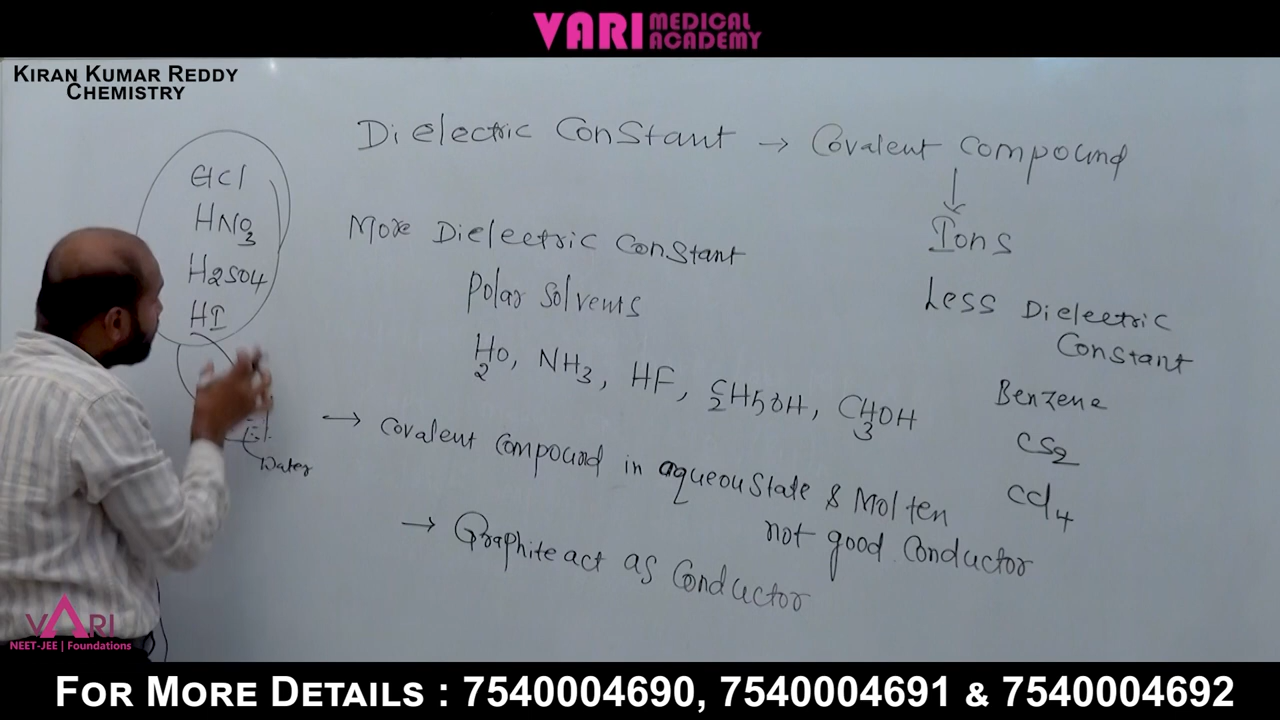 VARI MEDICAL ACADEMY
KIRAN KUMAR REDDY
CHEMISTRY
Dielectric Constant → Covalent Compound
↓
Ions
HCl
HNO3
H2SO4
HI
Water
More Dielectric Constant
Polar Solvents
H2O, NH3, HF, C2H5OH, CH3OH
Less Dielectric
Constant
Benzene
CS2
CCl4
→ Covalent Compound in aqueous state & Molten
not good Conductor
→ Graphite act as Conductor
VARI
NEET-JEE | Foundations
FOR MORE DETAILS : 7540004690, 7540004691 & 7540004692